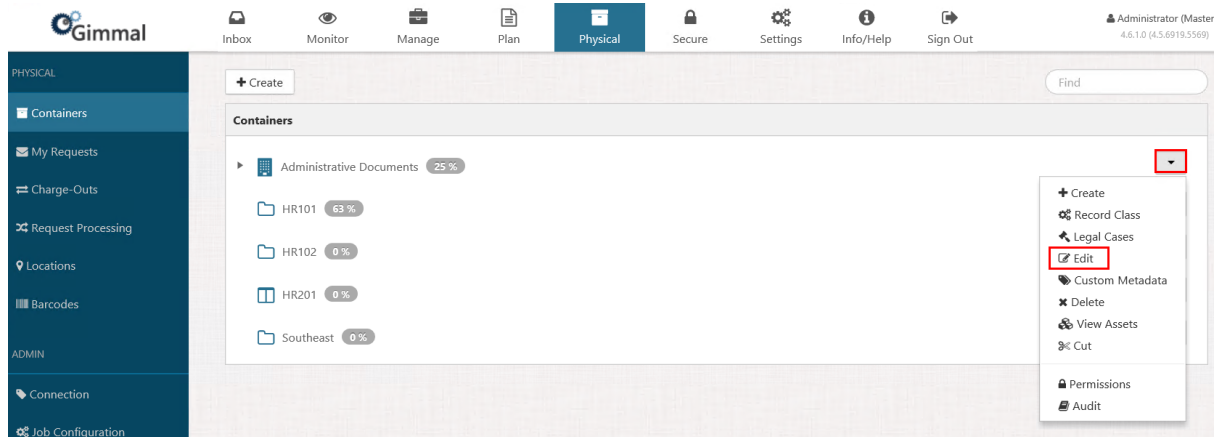 Gimmal
Inbox
Monitor
Manage
Plan
Physical
Secure
Settings
Info/Help
Sign Out
Administrator (Master
4.6.1.0 (4.5.6919.5569)
PHYSICAL
Containers
My Requests
Charge-Outs
Request Processing
Locations
Barcodes
ADMIN
Connection
Job Configuration
Create
Find
Containers
Administrative Documents 25 %
HR101 63 %
HR102 0 %
HR201 0 %
Southeast 0 %
Create
Record Class
Legal Cases
Edit
Custom Metadata
Delete
View Assets
Cut
Permissions
Audit